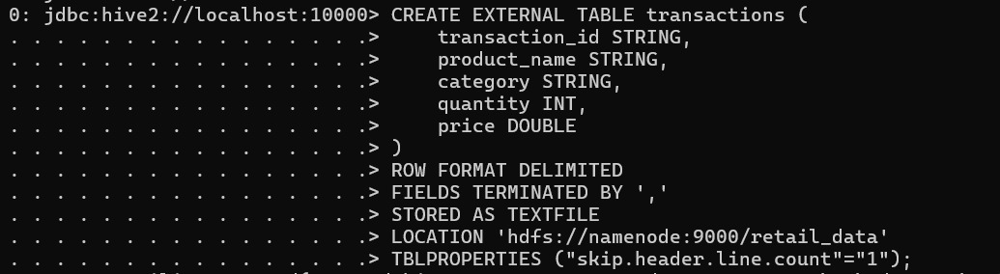 0: jdbc:hive2://localhost:10000> CREATE EXTERNAL TABLE transactions (
. . . . . . . . . . . . . . . .>     transaction_id STRING,
. . . . . . . . . . . . . . . .>     product_name STRING,
. . . . . . . . . . . . . . . .>     category STRING,
. . . . . . . . . . . . . . . .>     quantity INT,
. . . . . . . . . . . . . . . .>     price DOUBLE
. . . . . . . . . . . . . . . .> )
. . . . . . . . . . . . . . . .> ROW FORMAT DELIMITED
. . . . . . . . . . . . . . . .> FIELDS TERMINATED BY ','
. . . . . . . . . . . . . . . .> STORED AS TEXTFILE
. . . . . . . . . . . . . . . .> LOCATION 'hdfs://namenode:9000/retail_data'
. . . . . . . . . . . . . . . .> TBLPROPERTIES ("skip.header.line.count"="1");